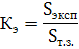 Кэ = Sэксп / Sт.з.